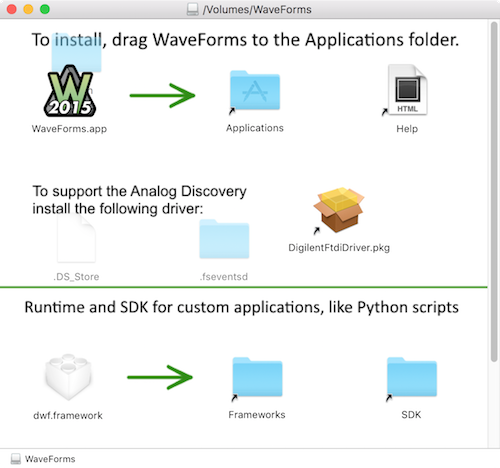 /Volumes/WaveForms
To install, drag WaveForms to the Applications folder.
W
2015
HTML
WaveForms.app
Applications
Help
To support the Analog Discovery
install the following driver:
DigilentFtdiDriver.pkg
.DS_Store
.fseventsd
Runtime and SDK for custom applications, like Python scripts
dwf.framework
Frameworks
SDK
WaveForms